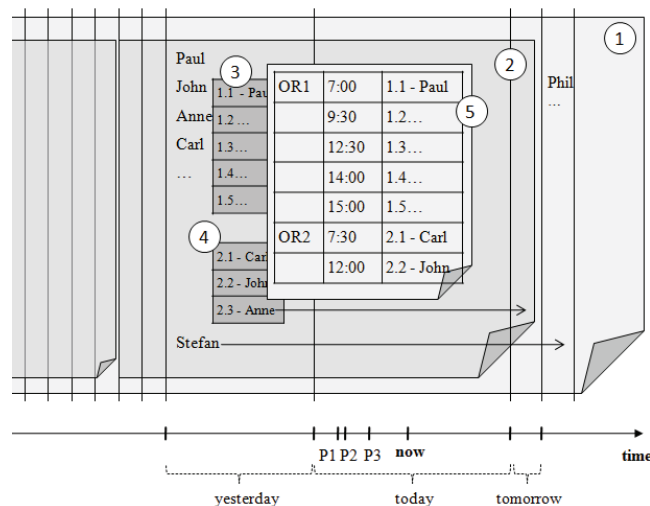 1
Paul
3
2
John
1.1 - Pau
OR1 7:00 1.1 - Paul
Phil
...
Anne
1.2 ...
9:30 1.2...
5
Carl
1.3...
12:30 1.3...
...
1.4...
14:00 1.4...
1.5...
15:00 1.5...
4
OR2 7:30 2.1 - Carl
2.1 - Car
12:00 2.2 - John
2.2 - John
2.3 - Anne
Stefan
P1 P2 P3 now time
yesterday today tomorrow